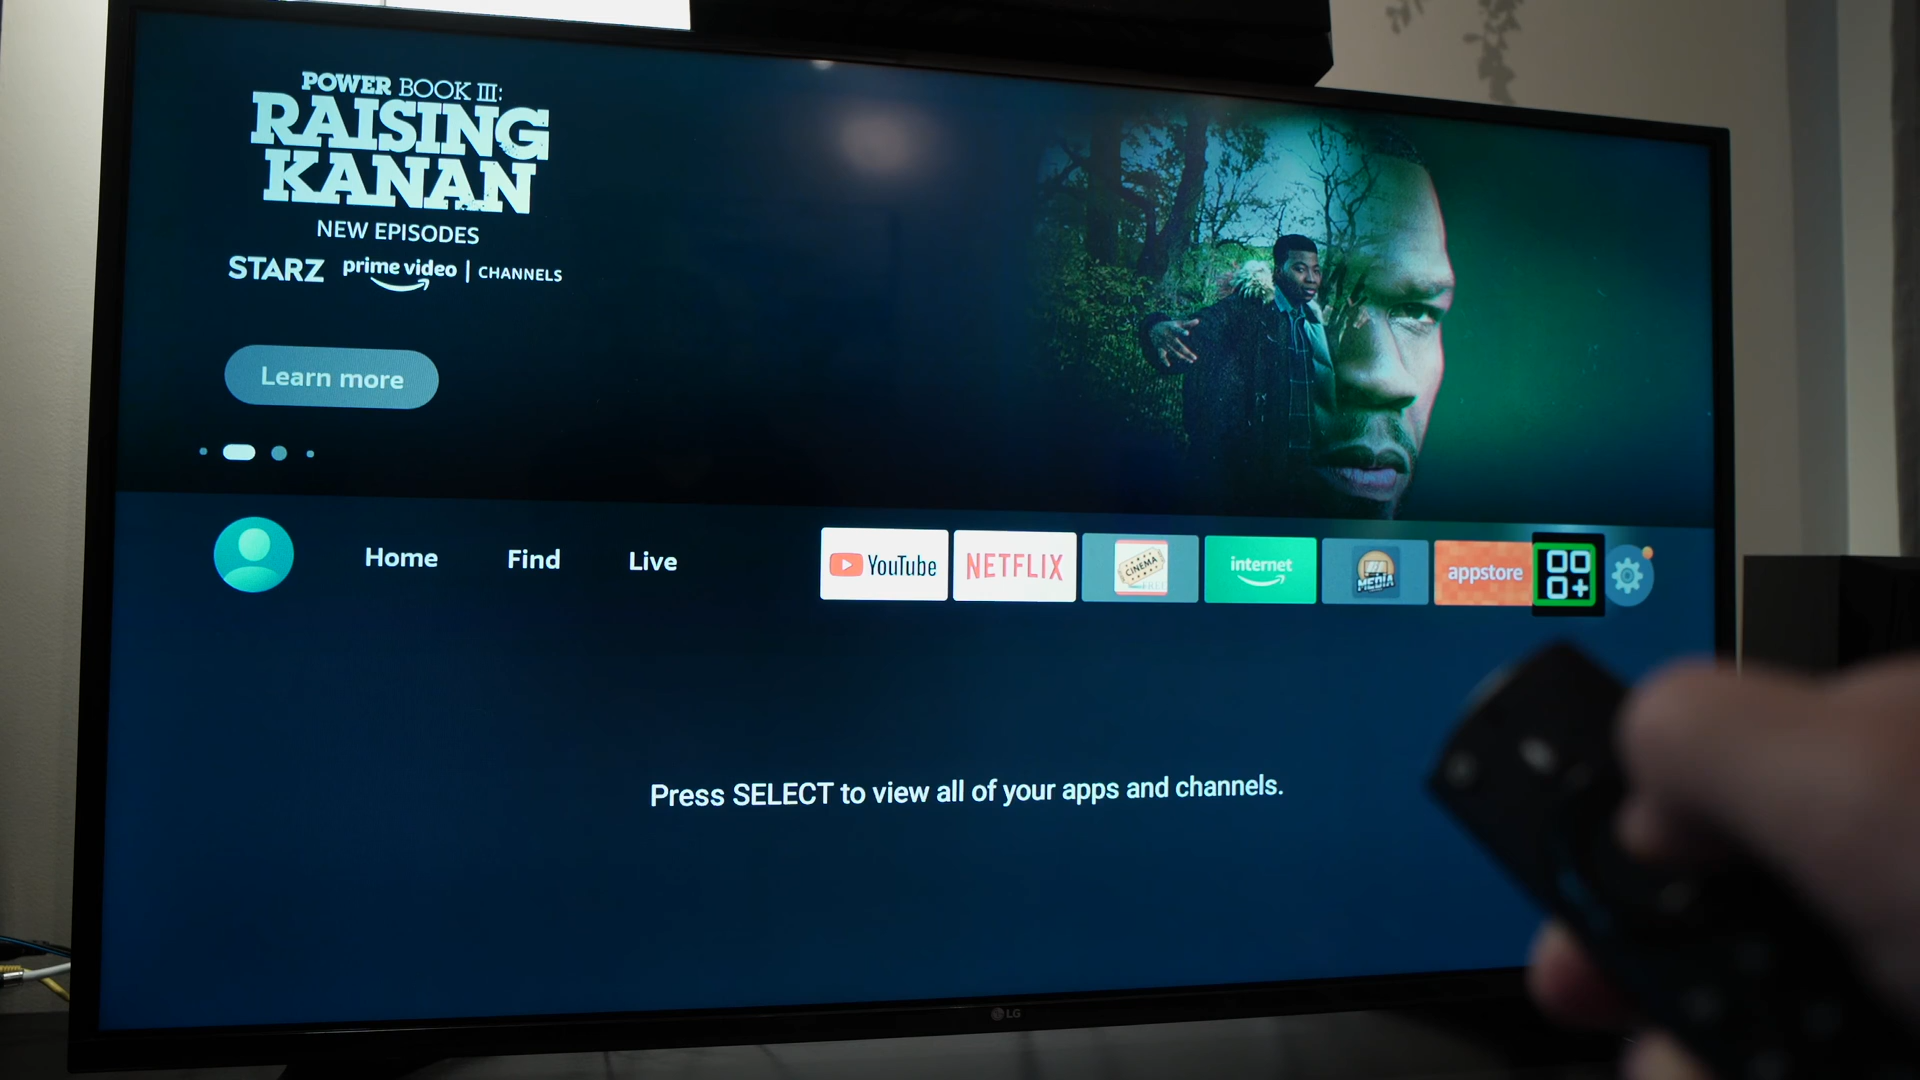 POWER BOOK III:
RAISING
KANAN
NEW EPISODES
STARZ prime video | CHANNELS
Learn more
Home Find Live YouTube NETFLIX CINEMA internet MEDIA appstore
Press SELECT to view all of your apps and channels.
LG